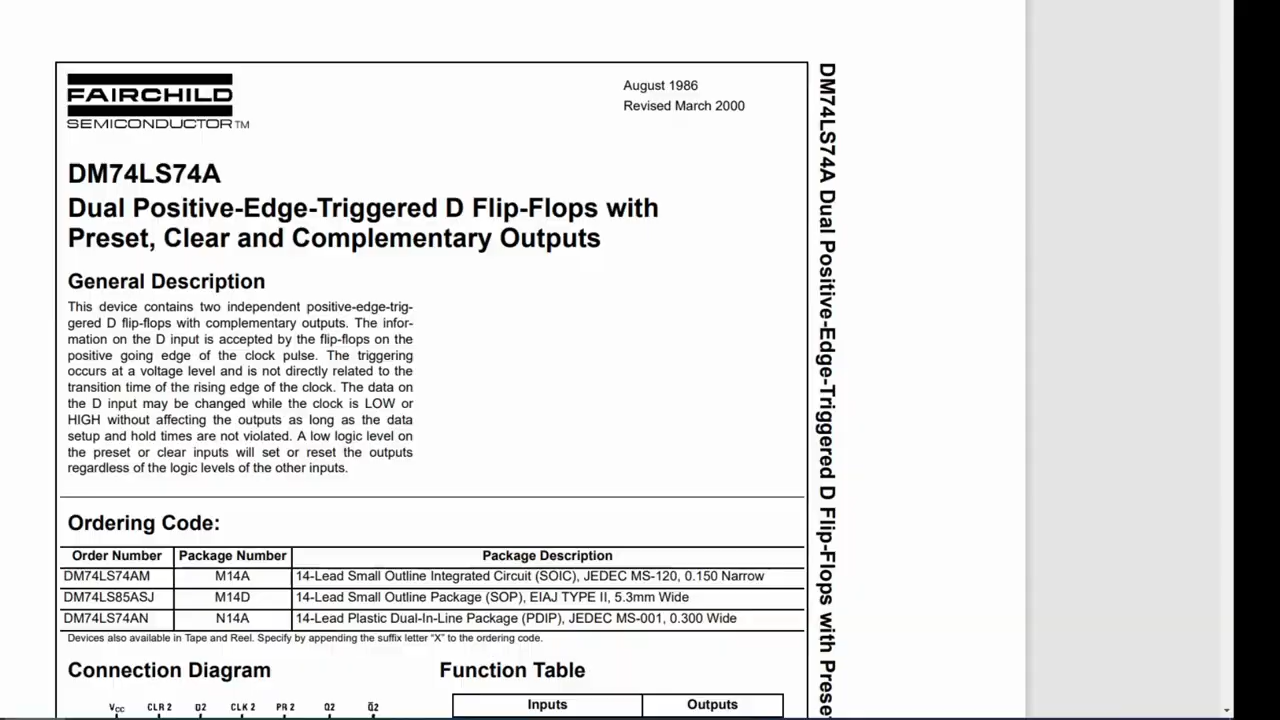 FAIRCHILD
SEMICONDUCTOR™
August 1986
Revised March 2000
DM74LS74A
Dual Positive-Edge-Triggered D Flip-Flops with
Preset, Clear and Complementary Outputs
General Description
This device contains two independent positive-edge-trig-
gered D flip-flops with complementary outputs. The infor-
mation on the D input is accepted by the flip-flops on the
positive going edge of the clock pulse. The triggering
occurs at a voltage level and is not directly related to the
transition time of the rising edge of the clock. The data on
the D input may be changed while the clock is LOW or
HIGH without affecting the outputs as long as the data
setup and hold times are not violated. A low logic level on
the preset or clear inputs will set or reset the outputs
regardless of the logic levels of the other inputs.
Ordering Code:
Order Number Package Number Package Description
DM74LS74AM M14A 14-Lead Small Outline Integrated Circuit (SOIC), JEDEC MS-120, 0.150 Narrow
DM74LS85ASJ M14D 14-Lead Small Outline Package (SOP), EIAJ TYPE II, 5.3mm Wide
DM74LS74AN N14A 14-Lead Plastic Dual-In-Line Package (PDIP), JEDEC MS-001, 0.300 Wide
Devices also available in Tape and Reel. Specify by appending the suffix letter “X” to the ordering code.
Connection Diagram
VCC CLR 2 D2 CLK 2 PR 2 Q2 Q̅2
Function Table
Inputs Outputs
DM74LS74A Dual Positive-Edge-Triggered D Flip-Flops with Prese